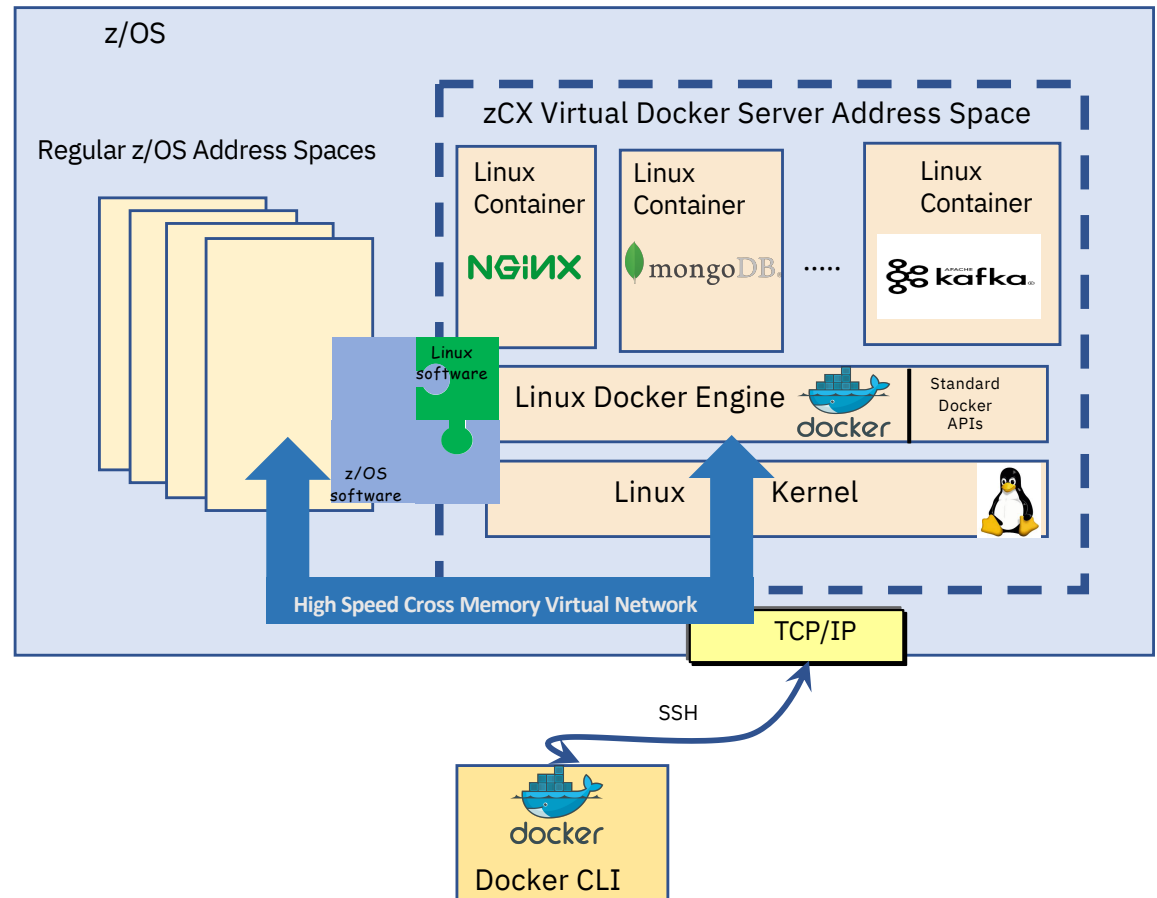 z/OS
zCX Virtual Docker Server Address Space
Regular z/OS Address Spaces
Linux
Container
NGINX
Linux
Container
mongoDB®
.....
Linux
Container
APACHE
kafka®
Linux
software
z/OS
software
Linux Docker Engine
docker
Standard
Docker
APIs
Linux Kernel
High Speed Cross Memory Virtual Network
TCP/IP
SSH
docker
Docker CLI